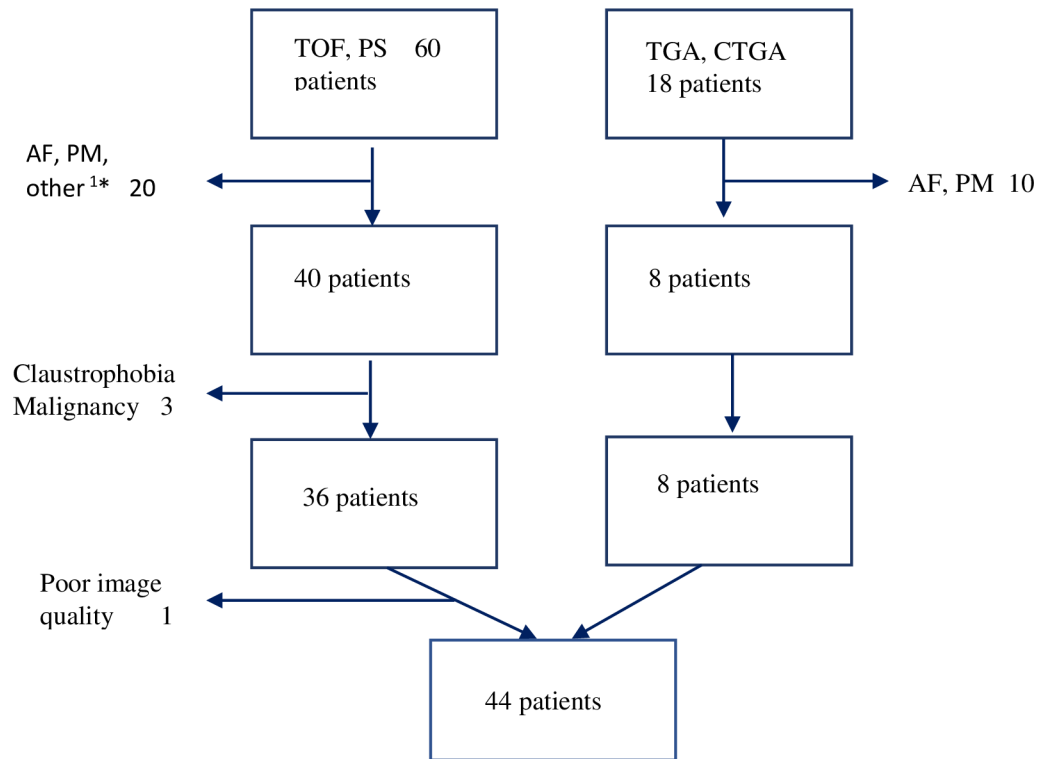 TOF, PS 60
patients
TGA, CTGA
18 patients
AF, PM,
other 1* 20
AF, PM 10
40 patients
8 patients
Claustrophobia
Malignancy 3
36 patients
8 patients
Poor image
quality 1
44 patients